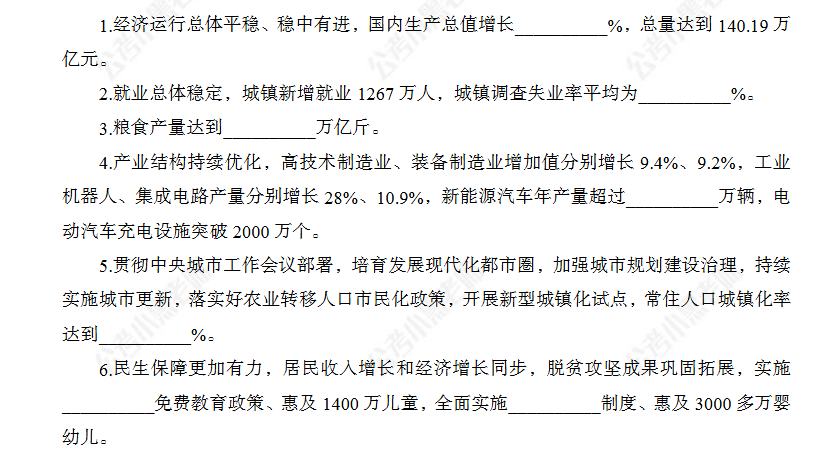 1.经济运行总体平稳、稳中有进，国内生产总值增长__________%，总量达到 140.19 万
亿元。
2.就业总体稳定，城镇新增就业 1267 万人，城镇调查失业率平均为__________%。
3.粮食产量达到__________万亿斤。
4.产业结构持续优化，高技术制造业、装备制造业增加值分别增长 9.4%、9.2%，工业
机器人、集成电路产量分别增长 28%、10.9%，新能源汽车年产量超过__________万辆，电
动汽车充电设施突破 2000 万个。
5.贯彻中央城市工作会议部署，培育发展现代化都市圈，加强城市规划建设治理，持续
实施城市更新，落实好农业转移人口市民化政策，开展新型城镇化试点，常住人口城镇化率
达到__________%。
6.民生保障更加有力，居民收入增长和经济增长同步，脱贫攻坚成果巩固拓展，实施
__________免费教育政策、惠及 1400 万儿童，全面实施__________制度、惠及 3000 多万婴
幼儿。